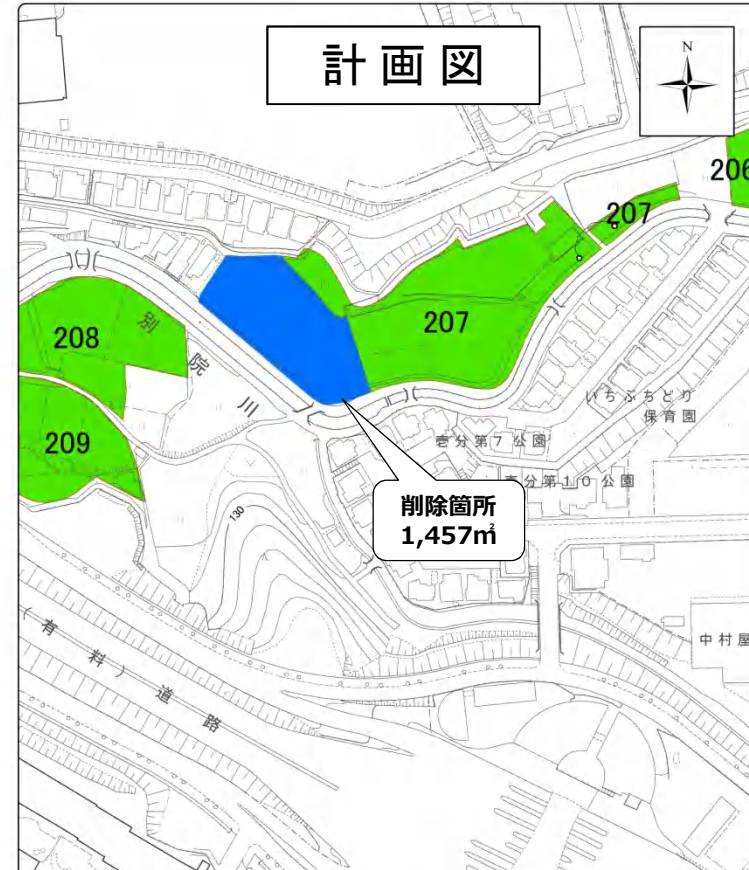 計画図
N
206
207
207
208
別院川
209
いちぶちどり
保育園
壱分第7公園
壱分第10公園
削除箇所
1,457㎡
130
中村屋
(有料)道路